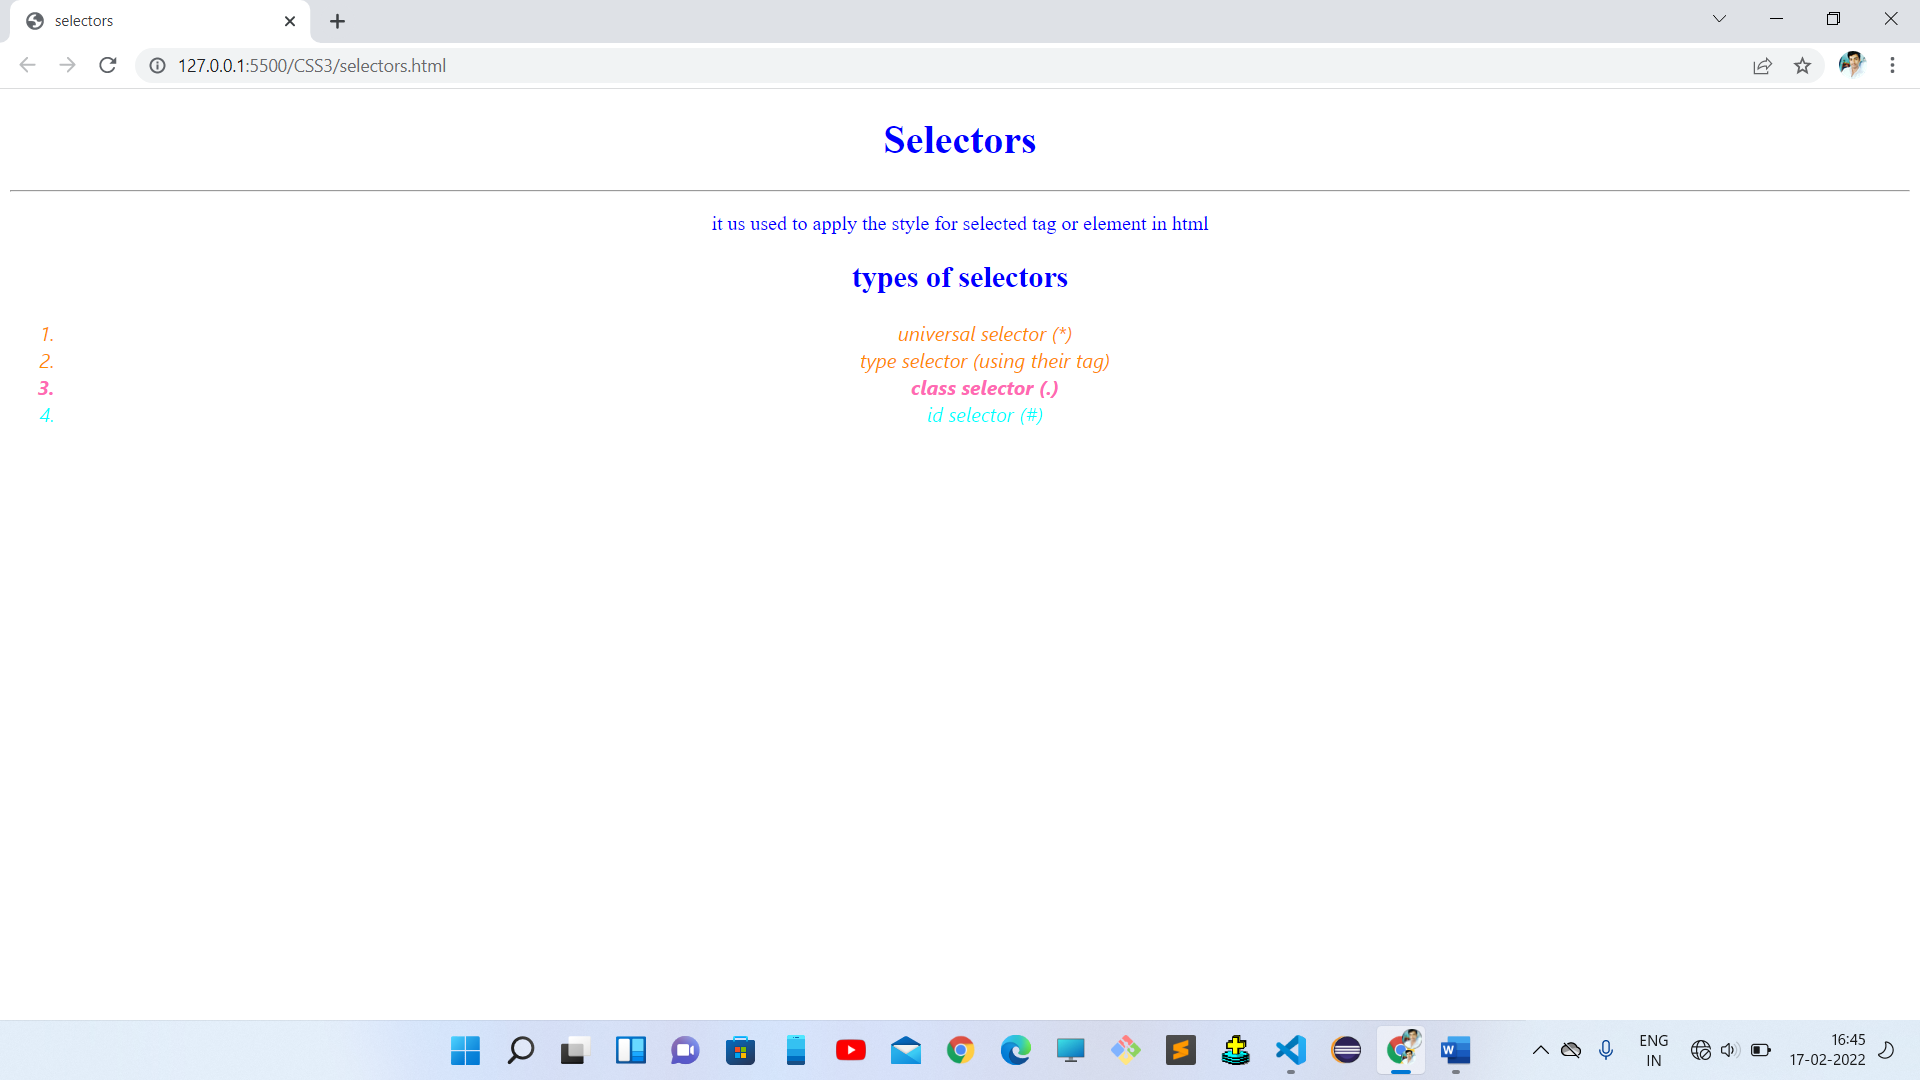 selectors
127.0.0.1:5500/CSS3/selectors.html
Selectors
it us used to apply the style for selected tag or element in html
types of selectors
1. universal selector (*)
2. type selector (using their tag)
3. class selector (.)
4. id selector (#)
ENG
IN
16:45
17-02-2022